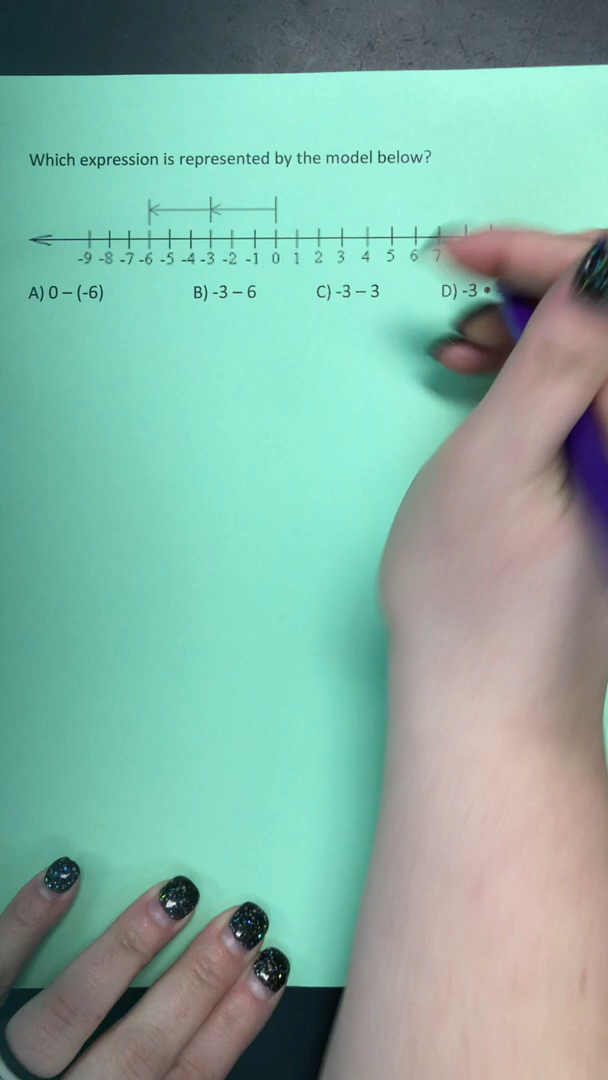 Which expression is represented by the model below?
-9 -8 -7 -6 -5 -4 -3 -2 -1 0 1 2 3 4 5 6 7
A) 0 – (-6) B) -3 – 6 C) -3 – 3 D) -3 •